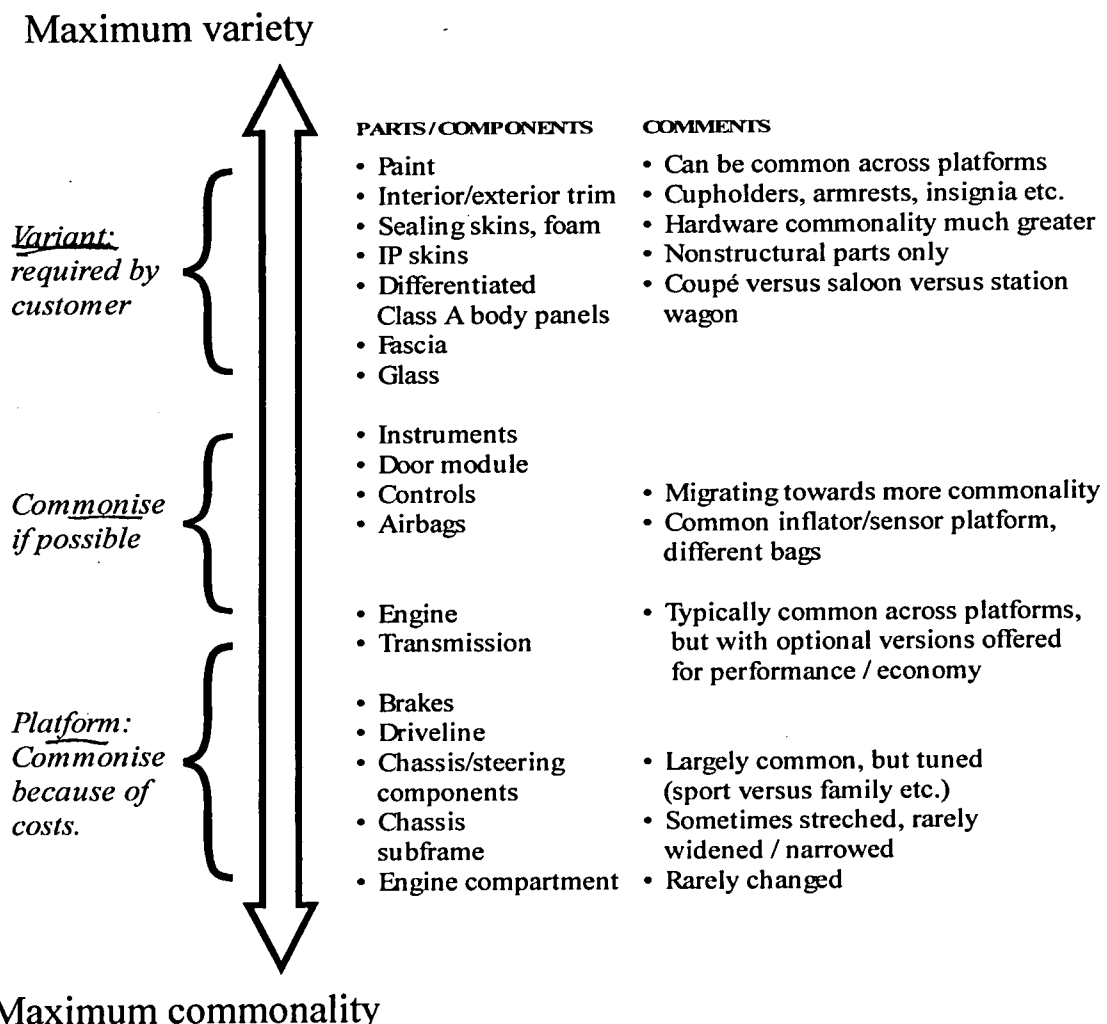 Maximum variety
PARTS/COMPONENTS COMMENTS
• Paint • Can be common across platforms
• Interior/exterior trim • Cupholders, armrests, insignia etc.
• Sealing skins, foam • Hardware commonality much greater
• IP skins • Nonstructural parts only
• Differentiated • Coupé versus saloon versus station
Class A body panels wagon
• Fascia
• Glass
Variant:
required by
customer
• Instruments
• Door module
• Controls • Migrating towards more commonality
• Airbags • Common inflator/sensor platform,
different bags
Commonise
if possible
• Engine • Typically common across platforms,
• Transmission but with optional versions offered
for performance / economy
• Brakes
• Driveline
• Chassis/steering • Largely common, but tuned
components (sport versus family etc.)
• Chassis • Sometimes streched, rarely
subframe widened / narrowed
• Engine compartment • Rarely changed
Platform:
Commonise
because of
costs.
Maximum commonality